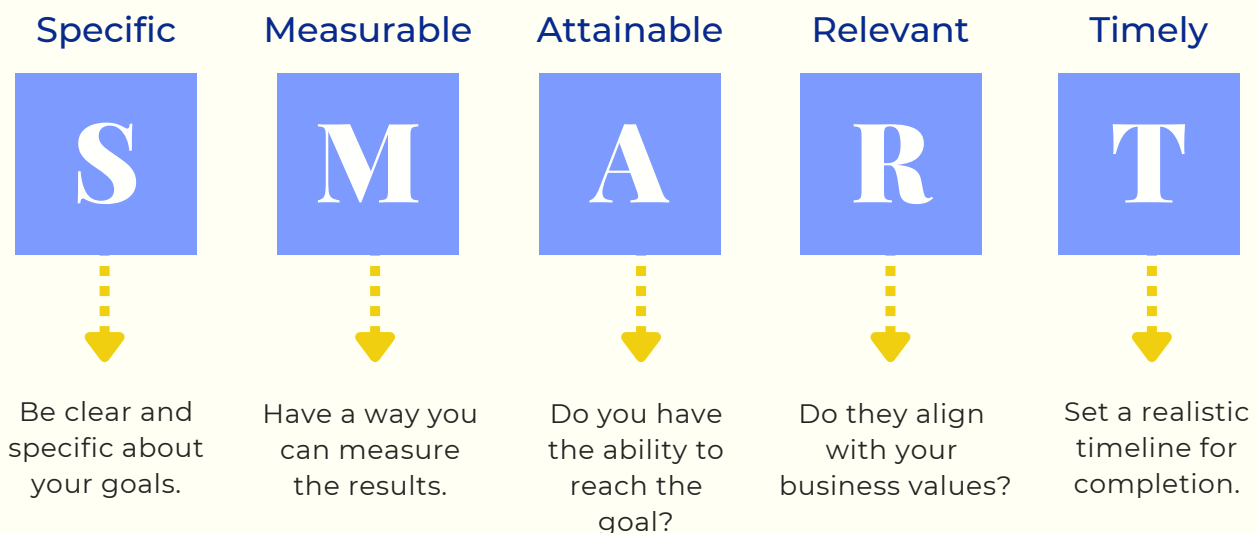 Specific
Measurable
Attainable
Relevant
Timely
S
M
A
R
T
Be clear and
specific about
your goals.
Have a way you
can measure
the results.
Do you have
the ability to
reach the
goal?
Do they align
with your
business values?
Set a realistic
timeline for
completion.